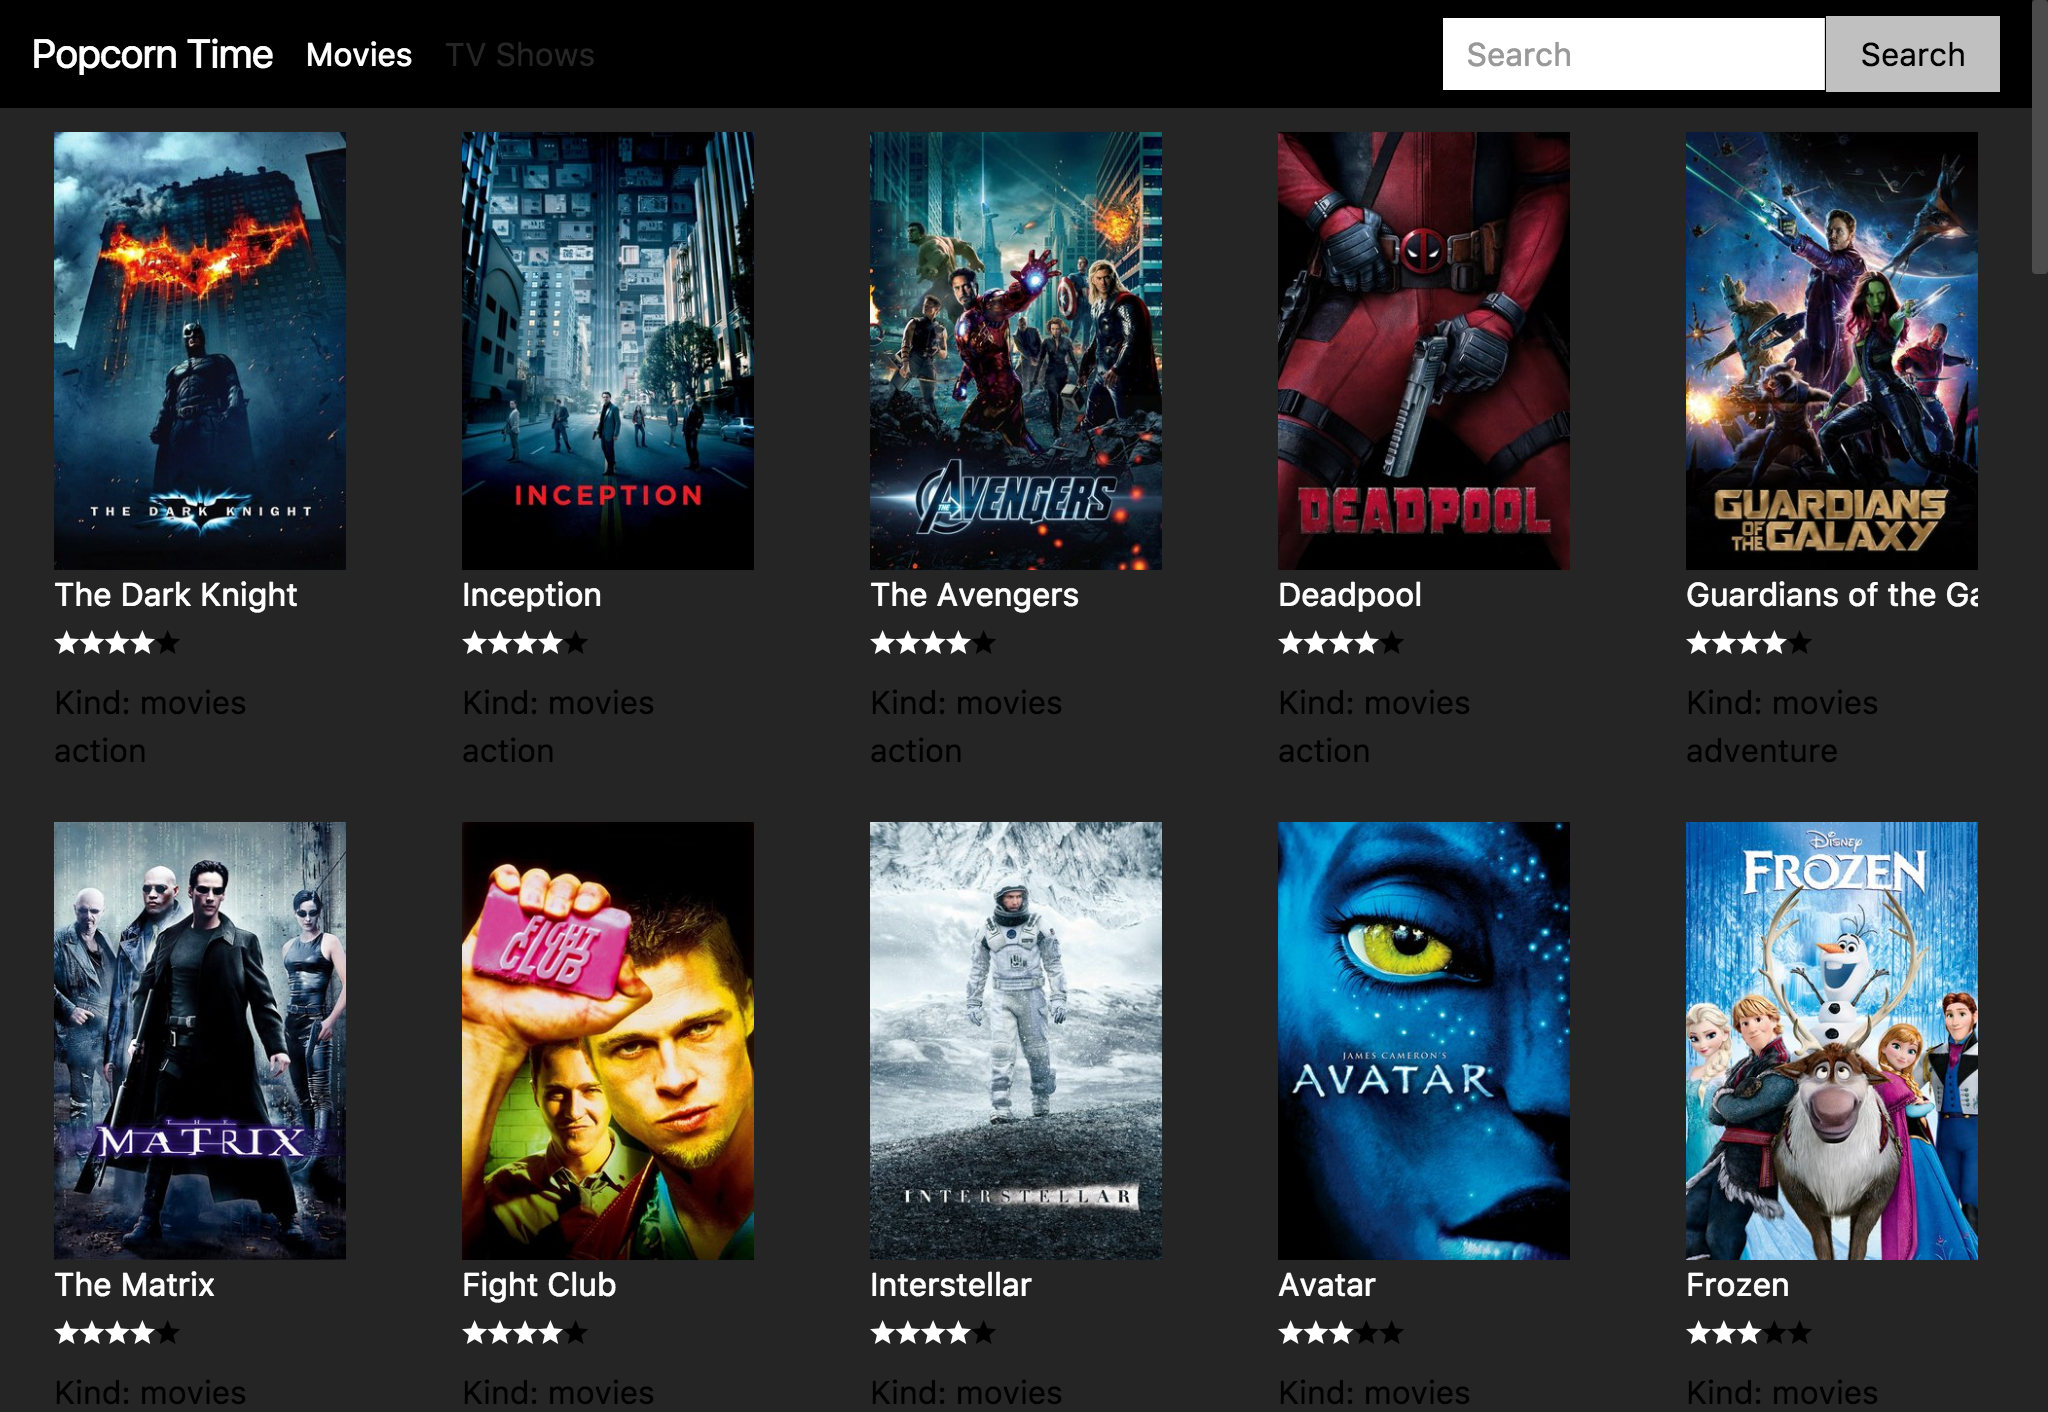 Popcorn Time Movies TV Shows Search Search
THE DARK KNIGHT
INCEPTION
THE AVENGERS
DEADPOOL
GUARDIANS
OF THE GALAXY
The Dark Knight
Inception
The Avengers
Deadpool
Guardians of the Ga
Kind: movies
Kind: movies
Kind: movies
Kind: movies
Kind: movies
action
action
action
action
adventure
THE
MATRIX
FIGHT
CLUB
INTERSTELLAR
JAMES CAMERON'S
AVATAR
DISNEY
FROZEN
The Matrix
Fight Club
Interstellar
Avatar
Frozen
Kind: movies
Kind: movies
Kind: movies
Kind: movies
Kind: movies